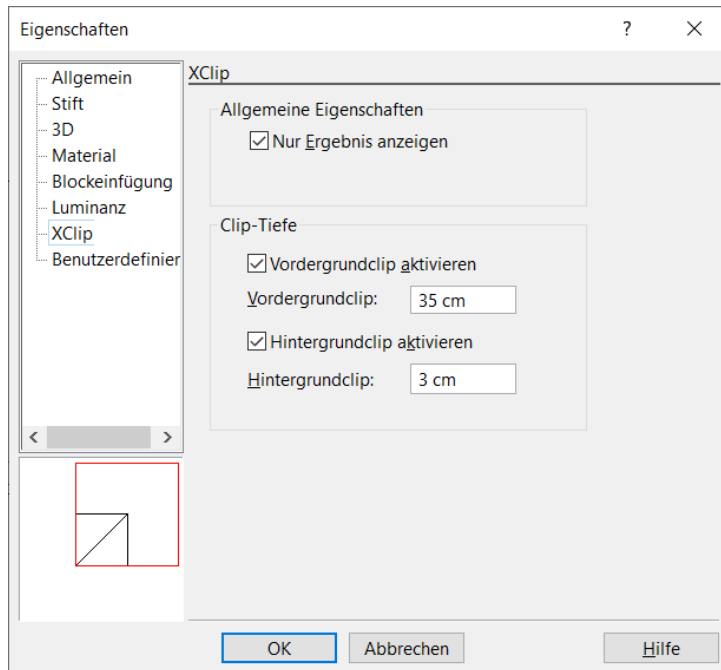 Eigenschaften
?
Allgemein
Stift
3D
Material
Blockeinfügung
Luminanz
XClip
Benutzerdefinier
XClip
Allgemeine Eigenschaften
Nur Ergebnis anzeigen
Clip-Tiefe
Vordergrundclip aktivieren
Vordergrundclip: 35 cm
Hintergrundclip aktivieren
Hintergrundclip: 3 cm
OK Abbrechen Hilfe